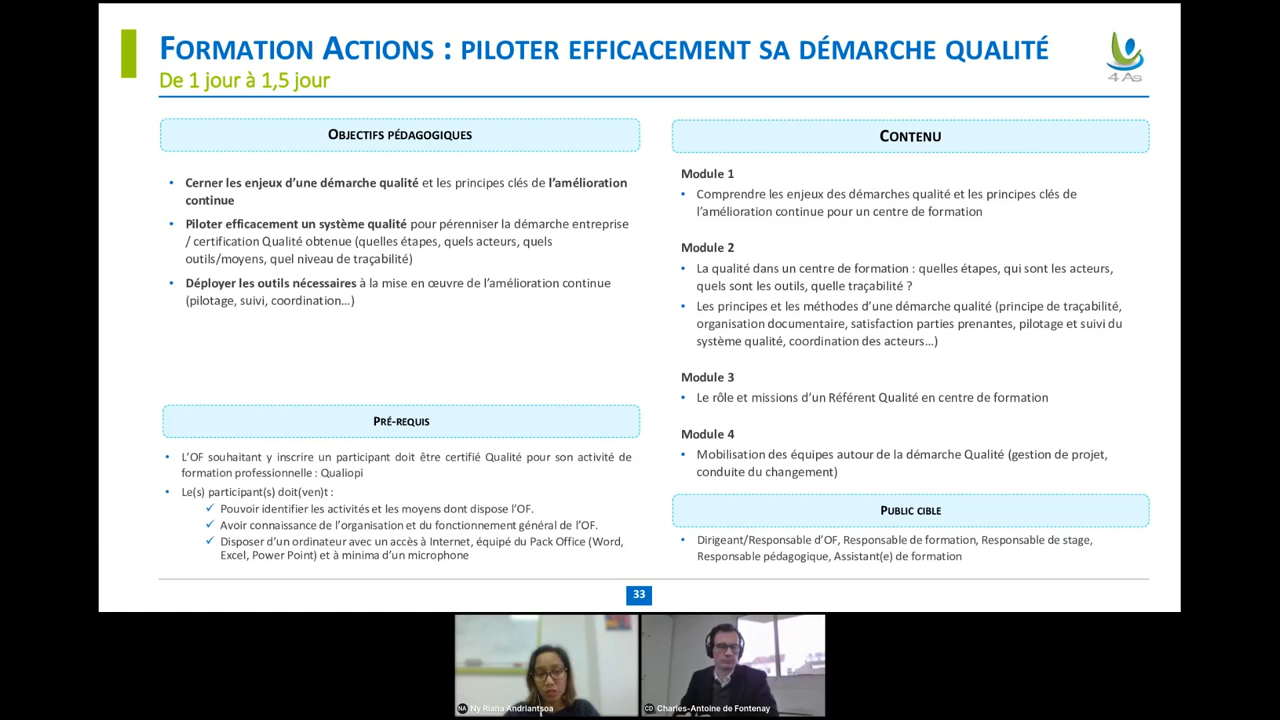 FORMATION ACTIONS : PILOTER EFFICACEMENT SA DÉMARCHE QUALITÉ
De 1 jour à 1,5 jour
4 As
OBJECTIFS PÉDAGOGIQUES
• Cerner les enjeux d’une démarche qualité et les principes clés de l’amélioration
continue
• Piloter efficacement un système qualité pour pérenniser la démarche entreprise
/ certification Qualité obtenue (quelles étapes, quels acteurs, quels
outils/moyens, quel niveau de traçabilité)
• Déployer les outils nécessaires à la mise en œuvre de l’amélioration continue
(pilotage, suivi, coordination…)
PRÉ-REQUIS
• L’OF souhaitant y inscrire un participant doit être certifié Qualité pour son activité de
formation professionnelle : Qualiopi
• Le(s) participant(s) doit(ven)t :
✓ Pouvoir identifier les activités et les moyens dont dispose l’OF.
✓ Avoir connaissance de l’organisation et du fonctionnement général de l’OF.
✓ Disposer d’un ordinateur avec un accès à Internet, équipé du Pack Office (Word,
Excel, Power Point) et à minima d’un microphone
CONTENU
Module 1
• Comprendre les enjeux des démarches qualité et les principes clés de
l’amélioration continue pour un centre de formation
Module 2
• La qualité dans un centre de formation : quelles étapes, qui sont les acteurs,
quels sont les outils, quelle traçabilité ?
• Les principes et les méthodes d’une démarche qualité (principe de traçabilité,
organisation documentaire, satisfaction parties prenantes, pilotage et suivi du
système qualité, coordination des acteurs…)
Module 3
• Le rôle et missions d’un Référent Qualité en centre de formation
Module 4
• Mobilisation des équipes autour de la démarche Qualité (gestion de projet,
conduite du changement)
PUBLIC CIBLE
• Dirigeant/Responsable d’OF, Responsable de formation, Responsable de stage,
Responsable pédagogique, Assistant(e) de formation
33
NA Ny Riana Andriantsoa
CD Charles-Antoine de Fontenay